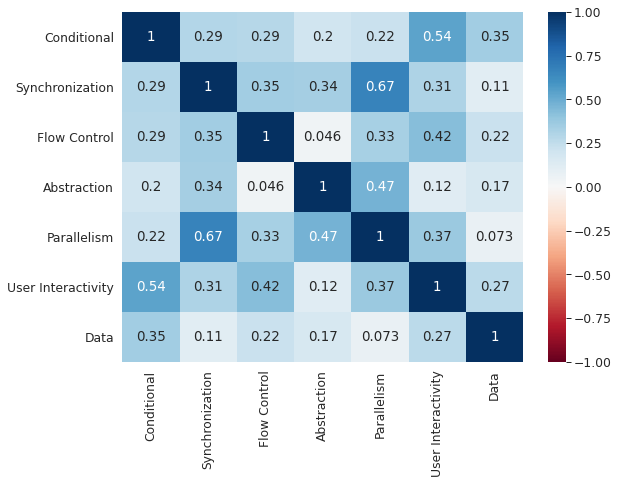 Conditional 1 0.29 0.29 0.2 0.22 0.54 0.35
Synchronization 0.29 1 0.35 0.34 0.67 0.31 0.11
Flow Control 0.29 0.35 1 0.046 0.33 0.42 0.22
Abstraction 0.2 0.34 0.046 1 0.47 0.12 0.17
Parallelism 0.22 0.67 0.33 0.47 1 0.37 0.073
User Interactivity 0.54 0.31 0.42 0.12 0.37 1 0.27
Data 0.35 0.11 0.22 0.17 0.073 0.27 1
Conditional
Synchronization
Flow Control
Abstraction
Parallelism
User Interactivity
Data
1.00
0.75
0.50
0.25
0.00
−0.25
−0.50
−0.75
−1.00